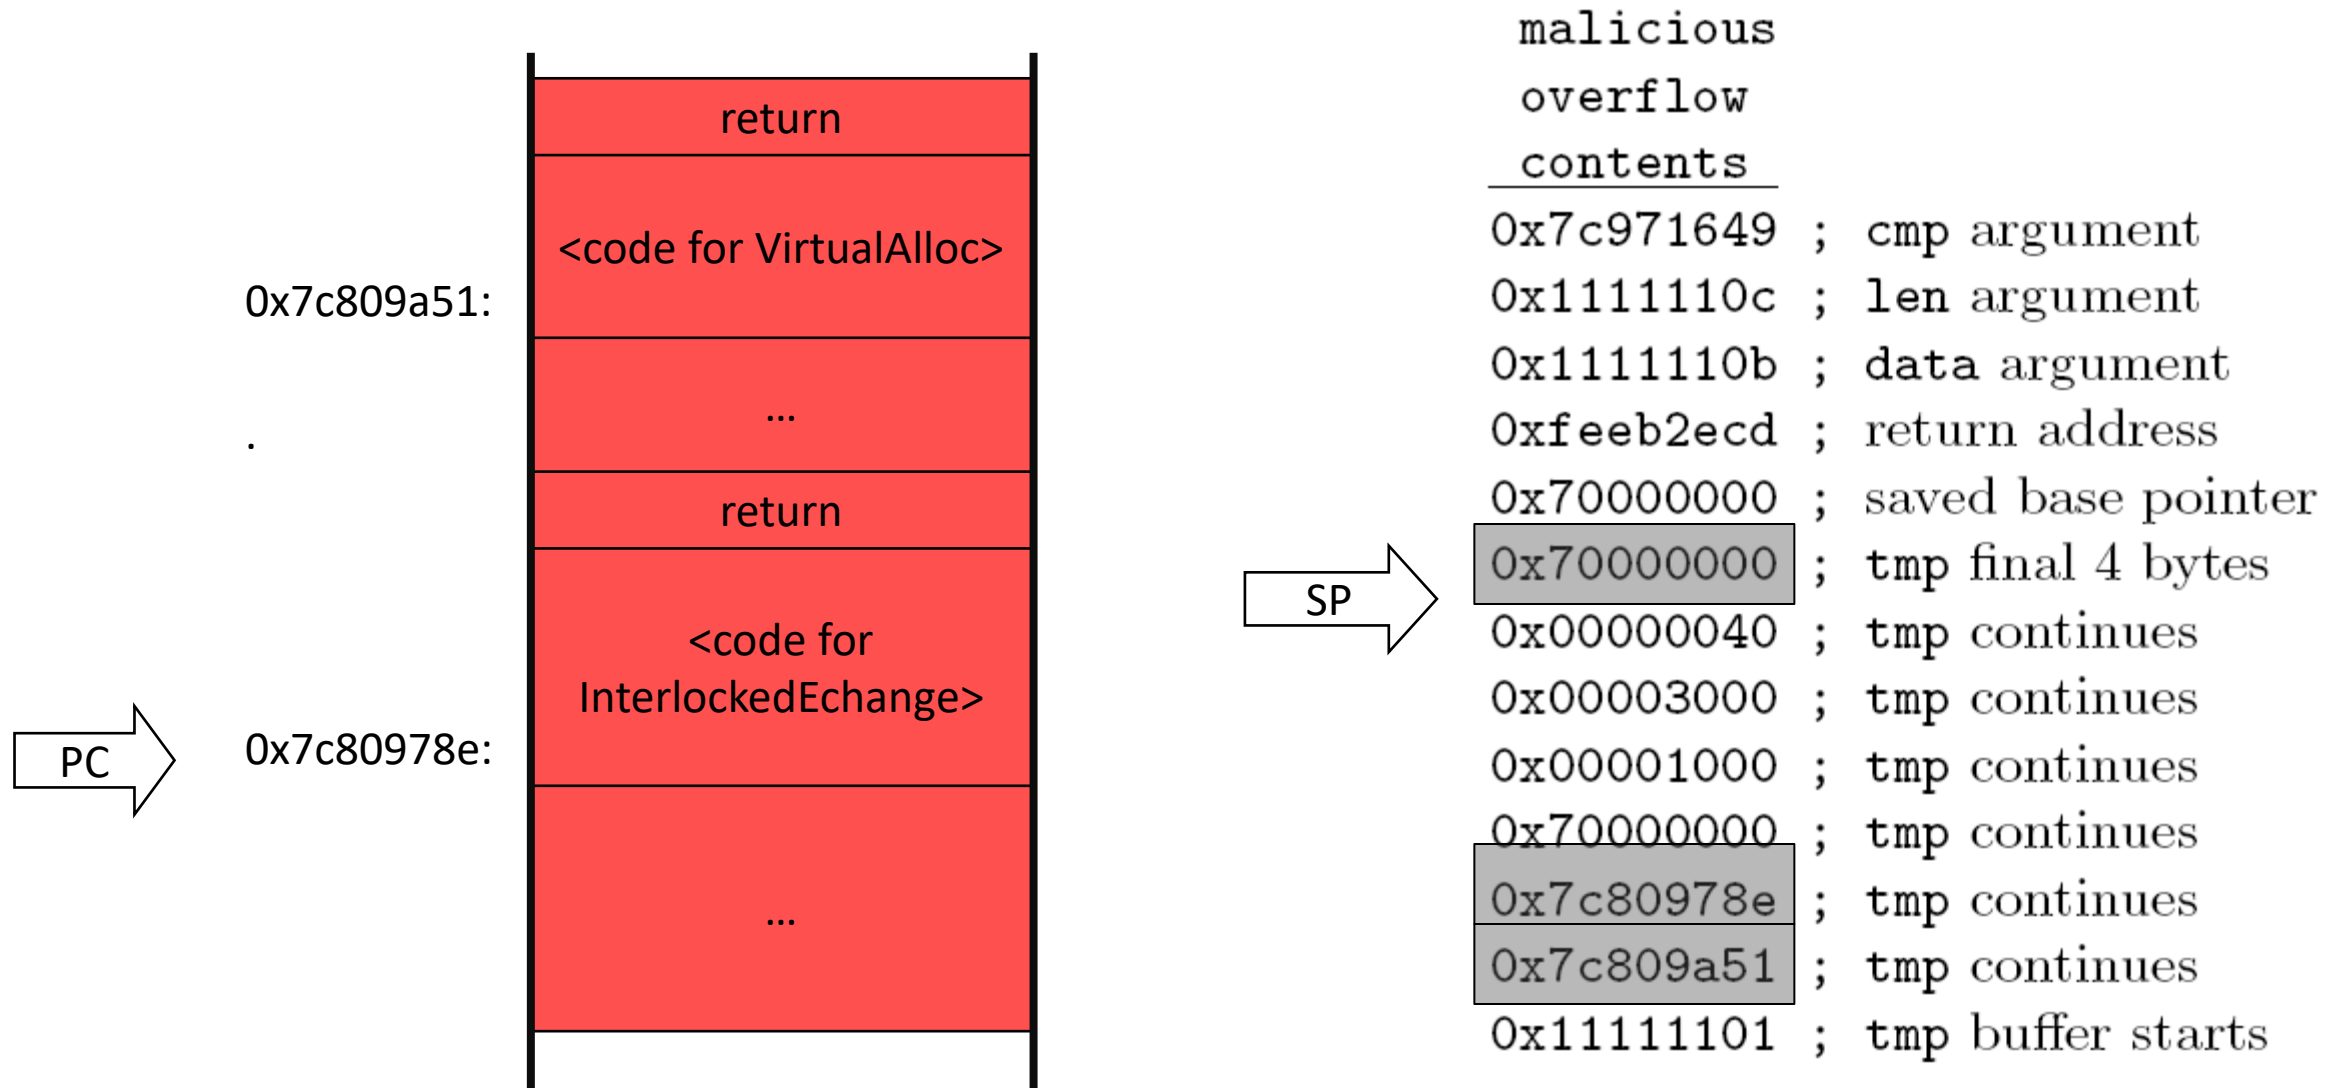 return
<code for VirtualAlloc>
0x7c809a51:
...
.
return
<code for
InterlockedEchange>
PC
0x7c80978e:
...
SP
malicious
overflow
contents
0x7c971649 ; cmp argument
0x1111110c ; len argument
0x1111110b ; data argument
0xfeeb2ecd ; return address
0x70000000 ; saved base pointer
0x70000000 ; tmp final 4 bytes
0x00000040 ; tmp continues
0x00003000 ; tmp continues
0x00001000 ; tmp continues
0x70000000 ; tmp continues
0x7c80978e ; tmp continues
0x7c809a51 ; tmp continues
0x11111101 ; tmp buffer starts